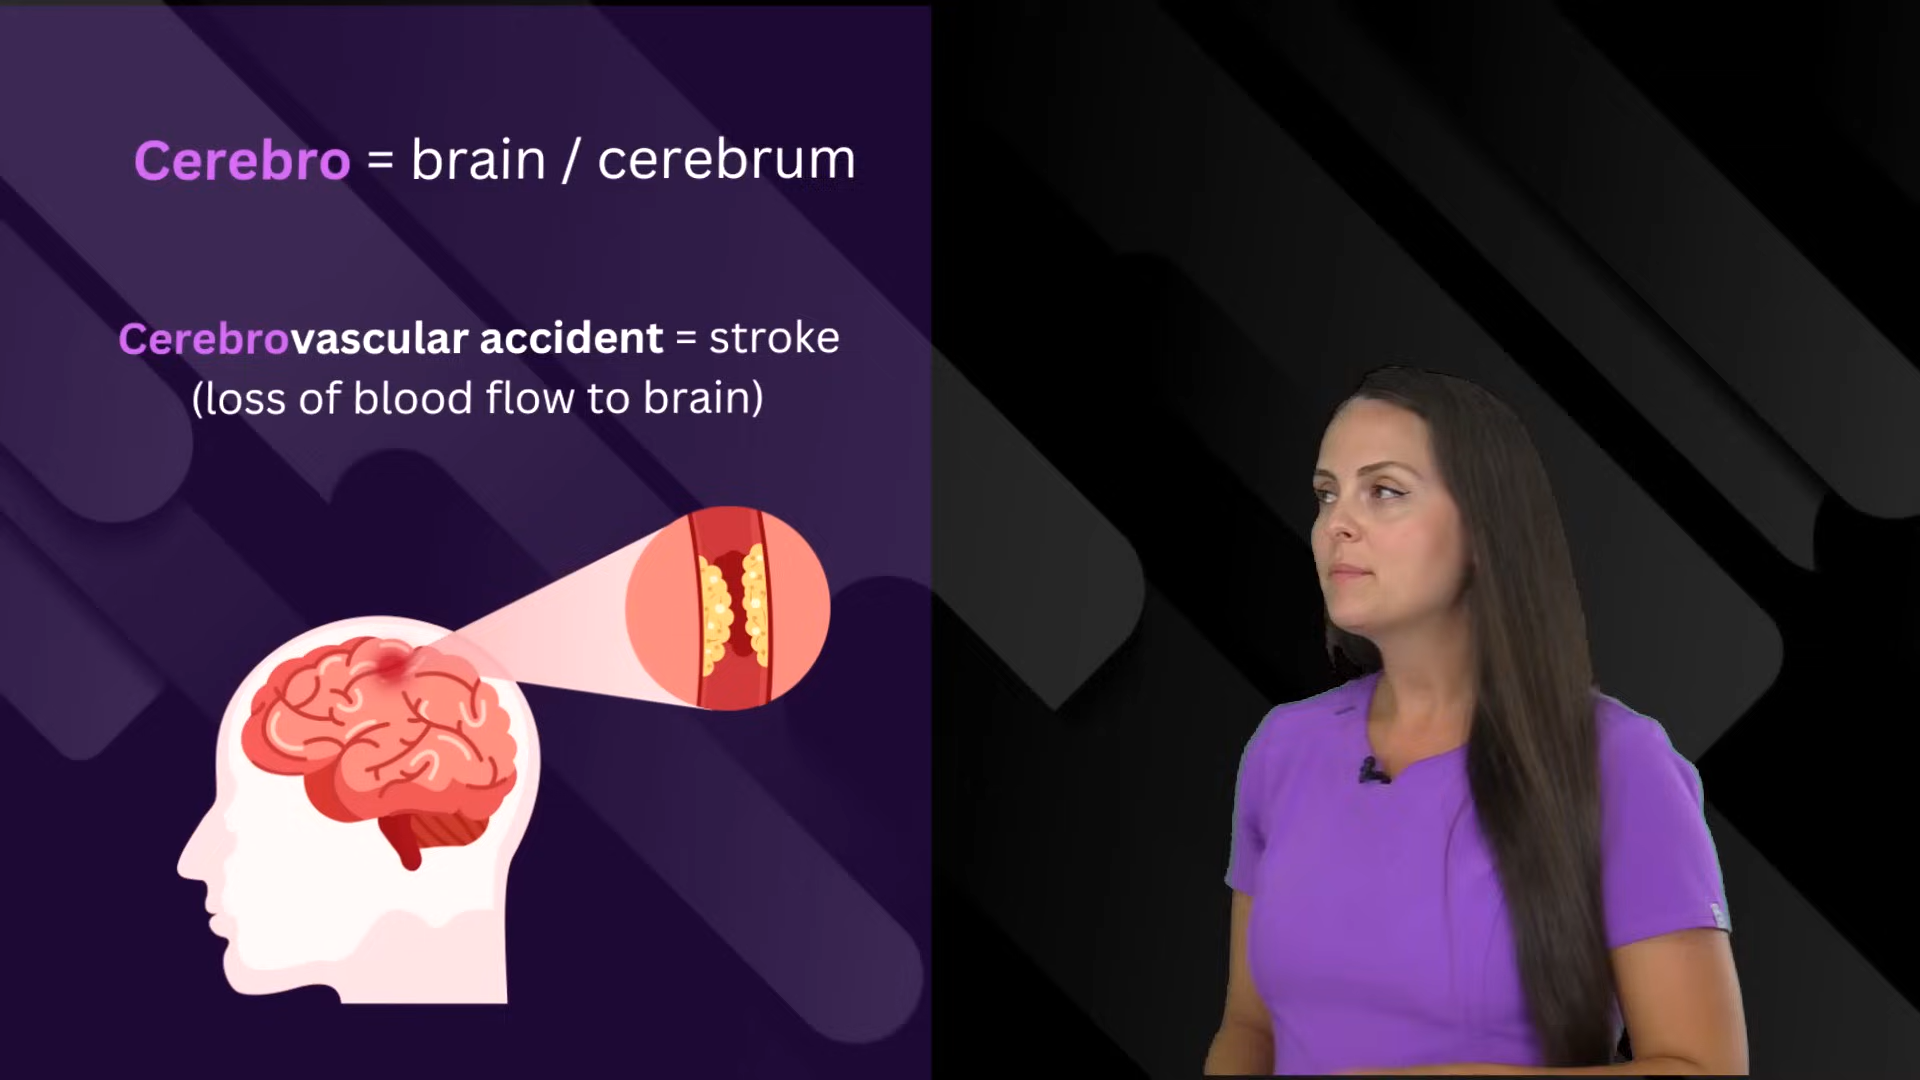 Cerebro = brain / cerebrum
Cerebrovascular accident = stroke
(loss of blood flow to brain)